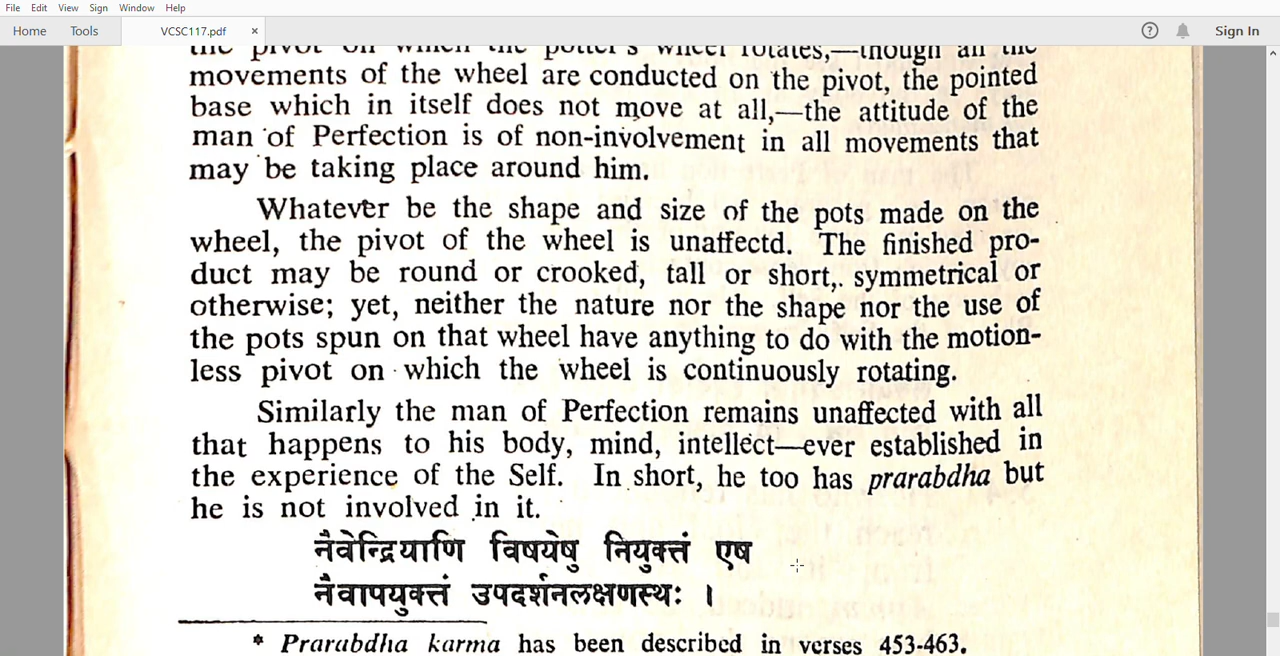 File Edit View Sign Window Help
Home Tools VCSC117.pdf × Sign In
the pivot on which the potter's wheel rotates,—though all the
movements of the wheel are conducted on the pivot, the pointed
base which in itself does not move at all,—the attitude of the
man of Perfection is of non-involvement in all movements that
may be taking place around him.
Whatever be the shape and size of the pots made on the
wheel, the pivot of the wheel is unaffectd. The finished pro-
duct may be round or crooked, tall or short, symmetrical or
otherwise; yet, neither the nature nor the shape nor the use of
the pots spun on that wheel have anything to do with the motion-
less pivot on which the wheel is continuously rotating.
Similarly the man of Perfection remains unaffected with all
that happens to his body, mind, intellect—ever established in
the experience of the Self. In short, he too has prarabdha but
he is not involved in it.
नैवेन्द्रियाणि विषयेषु नियुक्तं एष
नैवापयुक्तं उपदर्शनलक्षणस्थः ।
* Prarabdha karma has been described in verses 453-463.